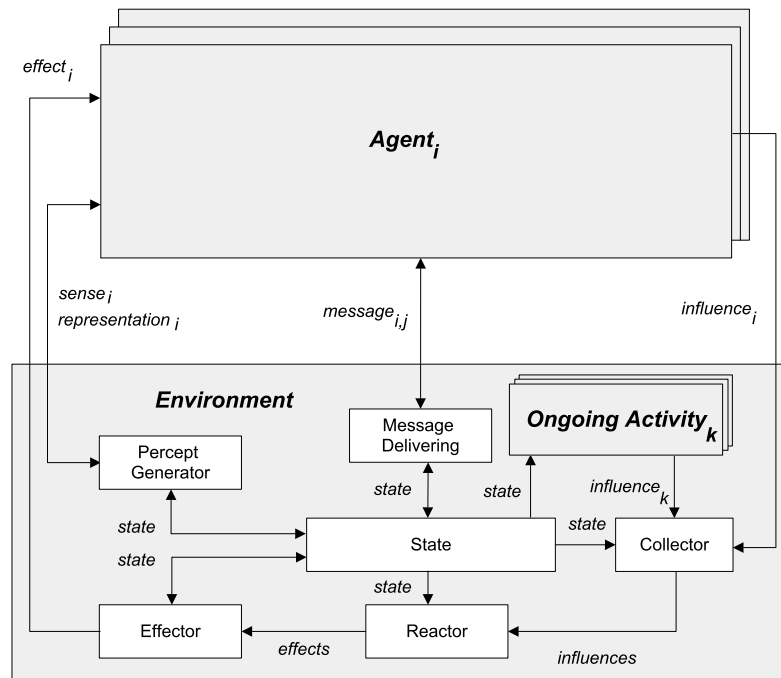 effect i
Agent i
sense i
representation i
message i,j
influence i
Environment
Ongoing Activity k
Message
Delivering
Percept
Generator
state
state
influence k
state
state
state
State
Collector
state
Effector
Reactor
effects
influences